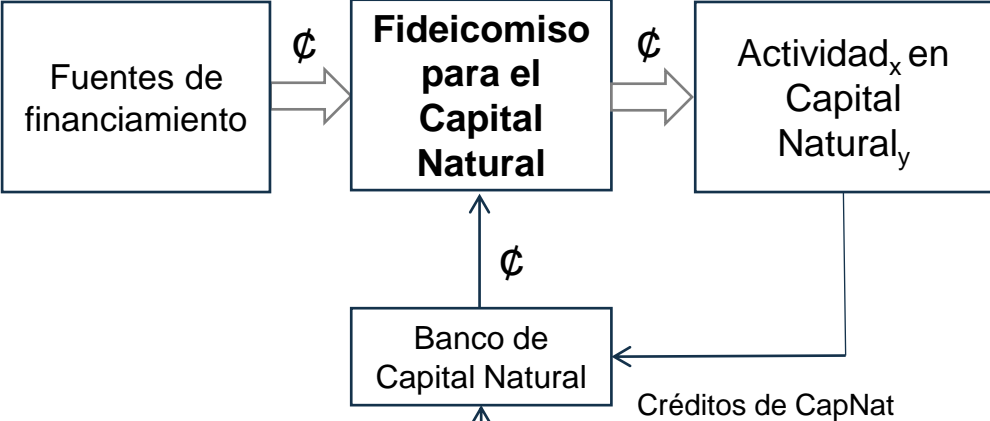 Fuentes de
financiamiento
₡
Fideicomiso
para el
Capital
Natural
₡
Actividadx en
Capital
Naturaly
₡
Banco de
Capital Natural
Créditos de CapNat